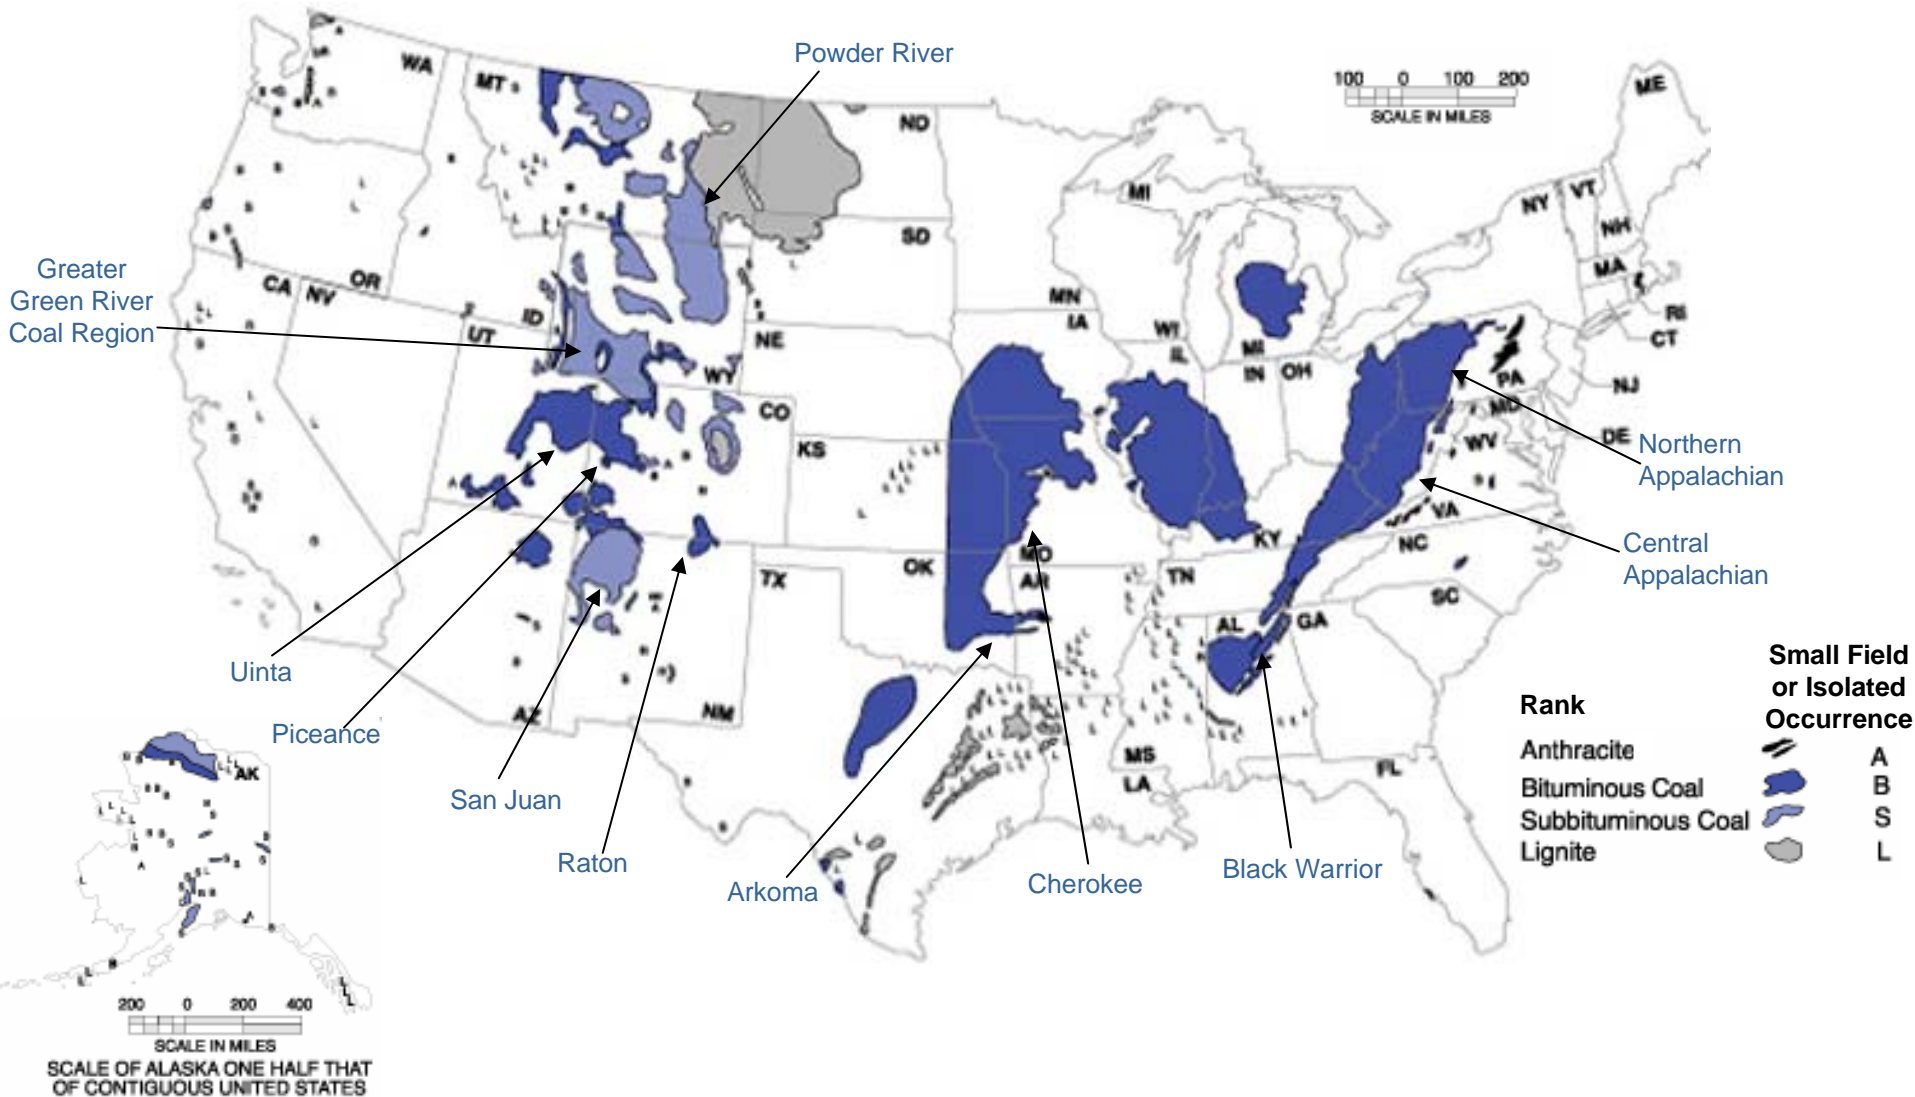 Powder River
100 0 100 200
SCALE IN MILES
WA
MT
ND
ME
MI
NY
VT
NH
SD
MA
Greater
Green River
Coal Region
OR
CA
NV
ID
UT
MN
IA
WI
RI
CT
NE
WY
IL
MI
IN
OH
PA
NJ
CO
MD
DE
KS
WV
Northern
Appalachian
VA
KY
NC
Central
Appalachian
MO
OK
TX
AR
TN
SC
AL
GA
Uinta
AZ
NM
Piceance
MS
LA
FL
AK
San Juan
Raton
Arkoma
Cherokee
Black Warrior
Small Field
or Isolated
Occurrence
Rank
Anthracite A
Bituminous Coal B
Subbituminous Coal S
Lignite L
200 0 200 400
SCALE IN MILES
SCALE OF ALASKA ONE HALF THAT
OF CONTIGUOUS UNITED STATES